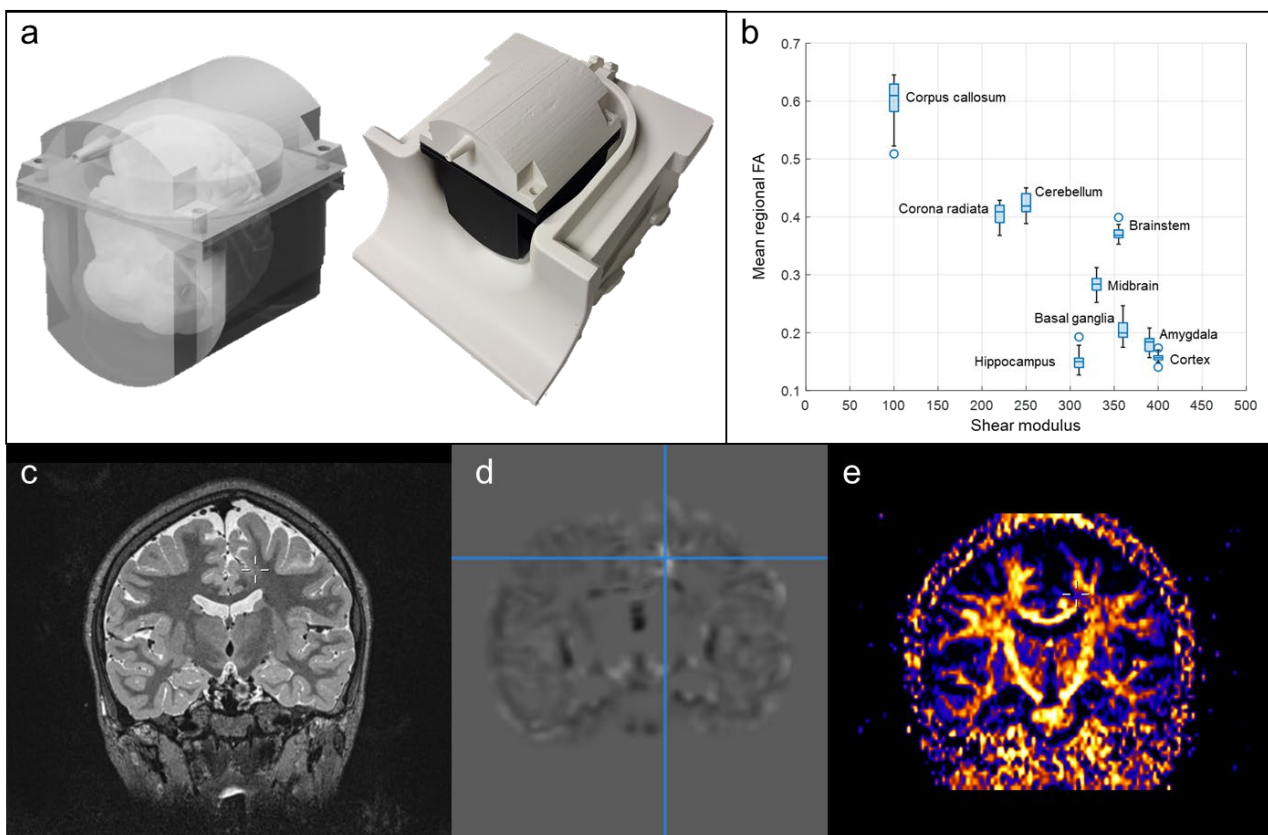 a
b
0.7
0.6
0.5
0.4
0.3
0.2
0.1
Mean regional FA
Corpus callosum
Cerebellum
Corona radiata
Brainstem
Midbrain
Basal ganglia
Amygdala
Hippocampus
Cortex
0 50 100 150 200 250 300 350 400 450 500
Shear modulus
c
d
e